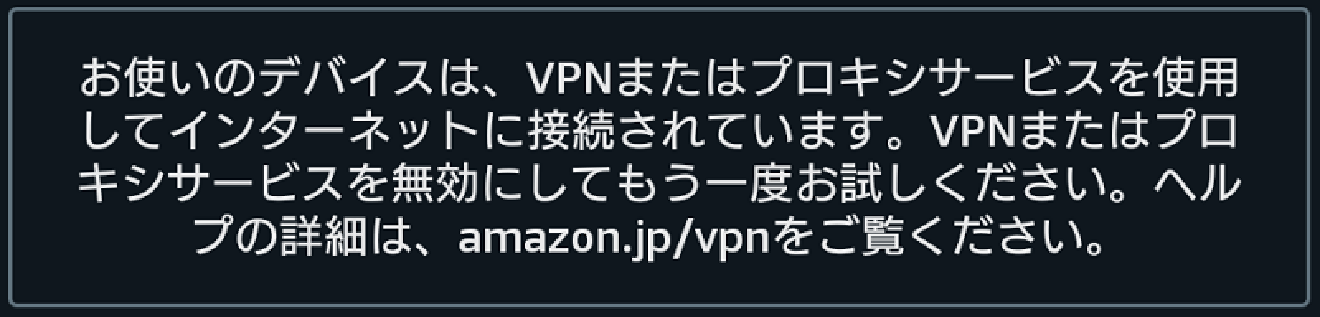 お使いのデバイスは、VPNまたはプロキシサービスを使用
してインターネットに接続されています。VPNまたはプロ
キシサービスを無効にしてもう一度お試しください。ヘル
プの詳細は、amazon.jp/vpnをご覧ください。